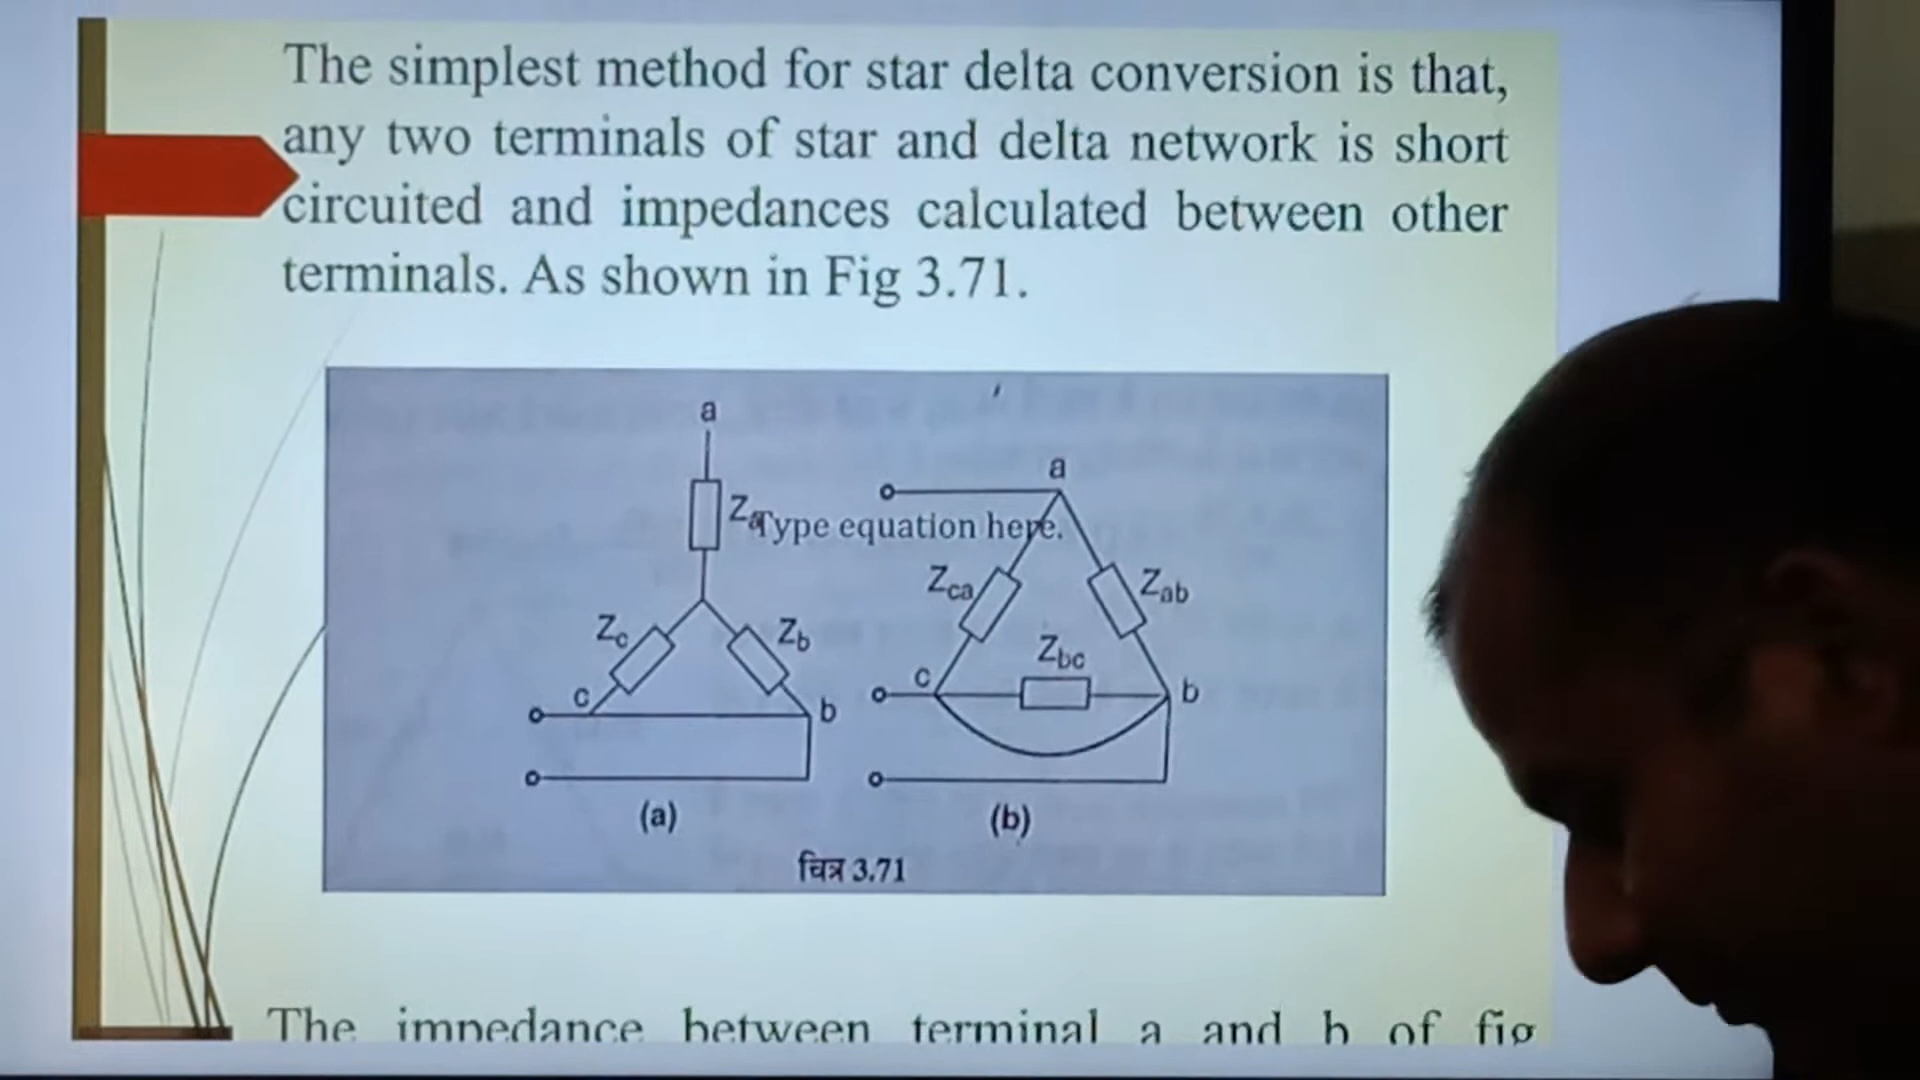 The simplest method for star delta conversion is that,
any two terminals of star and delta network is short
circuited and impedances calculated between other
terminals. As shown in Fig 3.71.
a
a
Za
Type equation here.
Zca
Zab
Zc
Zb
Zbc
c
b
c
b
(a)
(b)
चित्र 3.71
The impedance between terminal a and b of fig